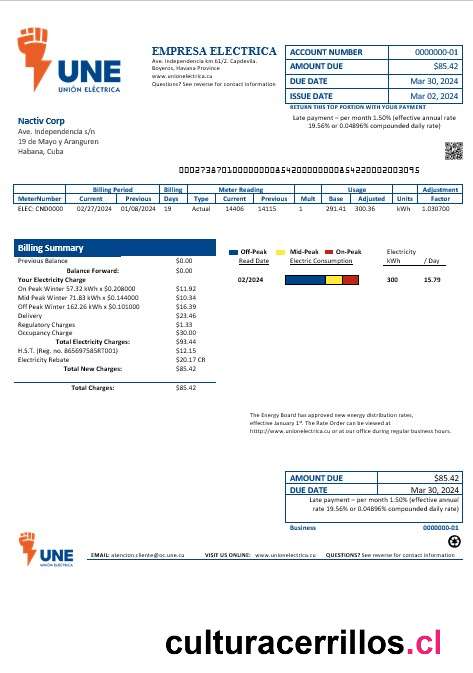 UNE
UNIÓN ELÉCTRICA
EMPRESA ELECTRICA
Ave. Independencia km 61/2. Capdevila,
Boyeros, Havana Province
www.unionelectrica.cu
Questions? See reverse for contact information
ACCOUNT NUMBER 0000000-01
AMOUNT DUE $85.42
DUE DATE Mar 30, 2024
ISSUE DATE Mar 02, 2024
RETURN THIS TOP PORTION WITH YOUR PAYMENT
Late payment – per month 1.50% (effective annual rate
19.56% or 0.04896% compounded daily rate)
Nactiv Corp
Ave. Independencia s/n
19 de Mayo y Aranguren
Habana, Cuba
Billing Period Billing Meter Reading Usage Adjustment
MeterNumber Current Previous Days Type Current Previous Mult Base Adjusted Units Factor
ELEC: CND0000 02/27/2024 01/08/2024 19 Actual 14406 14115 1 291.41 300.36 kWh 1.030700
Billing Summary
Previous Balance $0.00
Balance Forward: $0.00
Your Electricity Charge
On Peak Winter 57.32 kWh x $0.208000 $11.92
Mid Peak Winter 71.83 kWh x $0.144000 $10.34
Off Peak Winter 162.26 kWh x $0.101000 $16.39
Delivery $23.46
Regulatory Charges $1.33
Occupancy Charge $30.00
Total Electricity Charges: $93.44
H.S.T. (Reg. no. 865697585RT001) $12.15
Electricity Rebate $20.17 CR
Total New Charges: $85.42
Total Charges: $85.42
Off-Peak Mid-Peak On-Peak Electricity
Read Date Electric Consumption kWh / Day
02/2024 300 15.79
The Energy Board has approved new energy distribution rates,
effective January 1st. The Rate Order can be viewed at
http://www.unionelectrica.cu or at our office during regular business hours.
AMOUNT DUE $85.42
DUE DATE Mar 30, 2024
Late payment – per month 1.50% (effective annual
rate 19.56% or 0.04896% compounded daily rate)
Business 0000000-01
UNE
UNIÓN ELÉCTRICA
EMAIL: atencion.cliente@oc.une.cu VISIT US ONLINE: www.unionelectrica.cu QUESTIONS? See reverse for contact information
culturacerrillos.cl